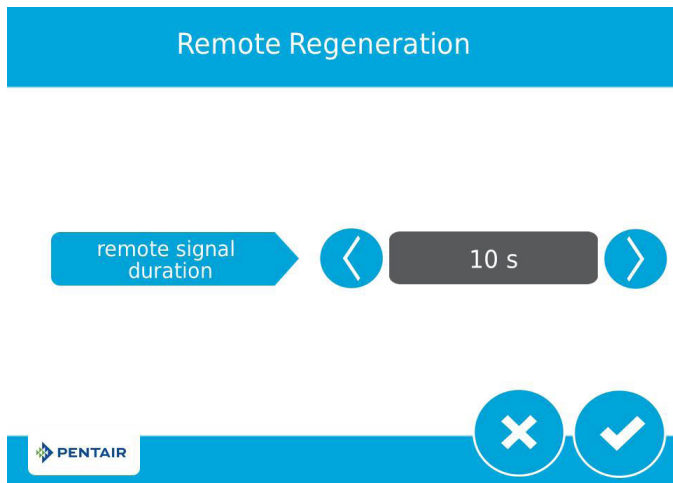 Remote Regeneration
remote signal
duration
10 s
PENTAIR